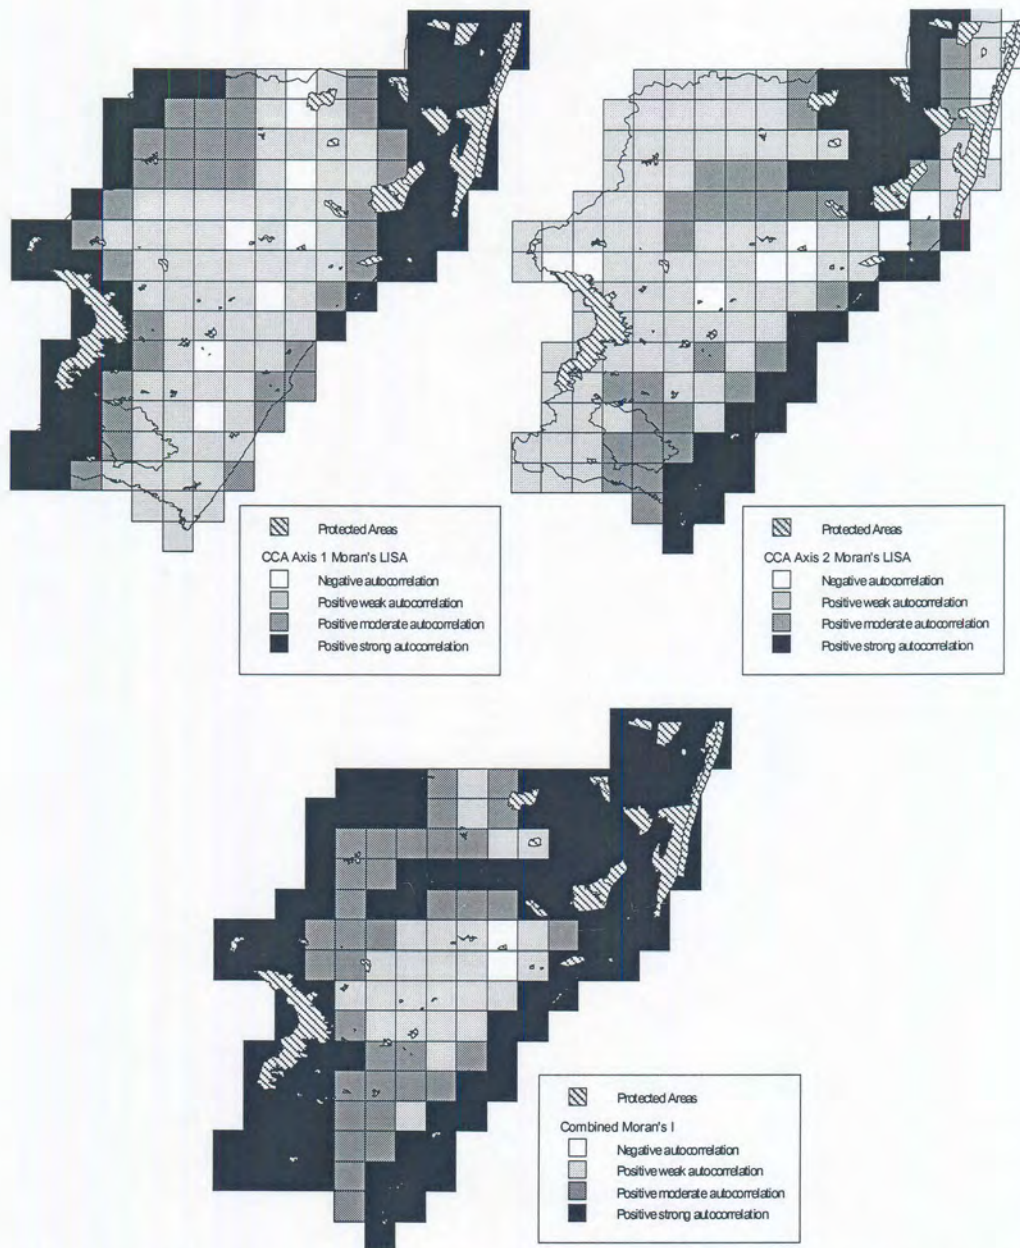 Protected Areas
CCA Axis 1 Moran's LISA
Negative autocorrelation
Positive weak autocorrelation
Positive moderate autocorrelation
Positive strong autocorrelation
Protected Areas
CCA Axis 2 Moran's LISA
Negative autocorrelation
Positive weak autocorrelation
Positive moderate autocorrelation
Positive strong autocorrelation
Protected Areas
Combined Moran's I
Negative autocorrelation
Positive weak autocorrelation
Positive moderate autocorrelation
Positive strong autocorrelation